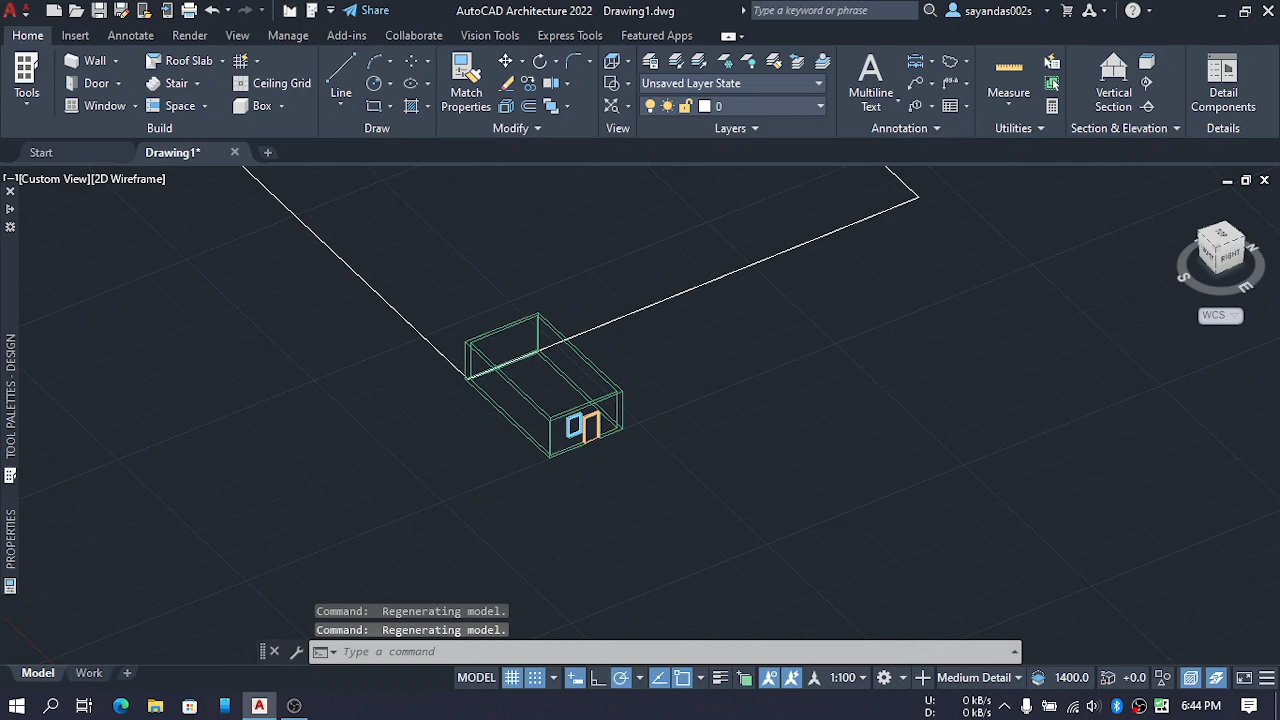 Share
AutoCAD Architecture 2022 Drawing1.dwg
Type a keyword or phrase
sayandas002s
Home Insert Annotate Render View Manage Add-ins Collaborate Vision Tools Express Tools Featured Apps
Tools
Wall
Roof Slab
Door
Stair
Ceiling Grid
Window
Space
Box
Build
Line
Draw
Match
Properties
Modify
View
Unsaved Layer State
0
Layers
Multiline
Text
Annotation
Measure
Utilities
Vertical
Section
Section & Elevation
Detail
Components
Details
Start
Drawing1*
[–][Custom View][2D Wireframe]
RIGHT
S
E
WCS
TOOL PALETTES - DESIGN
PROPERTIES
Command: Regenerating model.
Command: Regenerating model.
Type a command
Model Work
MODEL
1:100
Medium Detail
1400.0
+0.0
U: 0 kB/s
D: 0 kB/s
6:44 PM